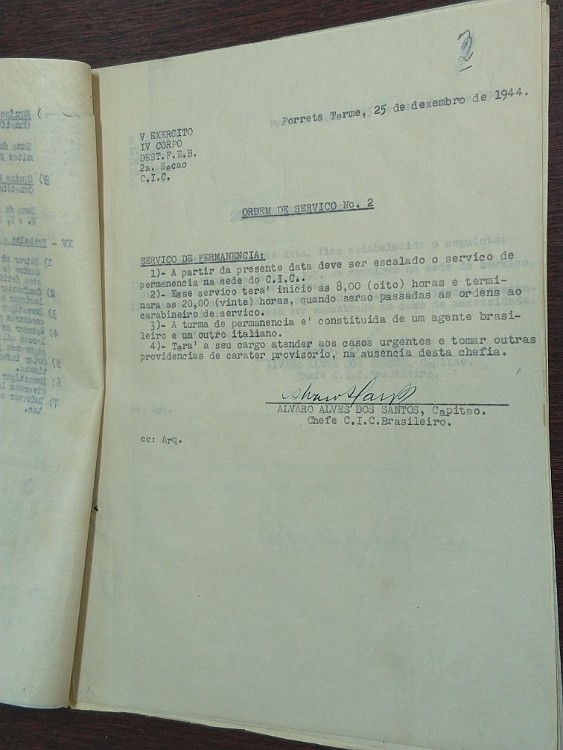 2
Porreta Terme, 25 de dezembro de 1944.
V EXERCITO
IV CORPO
DEST.F.E.B.
2a. Secao
C.I.C.
ORDEM DE SERVICO No. 2
SERVICO DE PERMANENCIA:
1)- A partir da presente data deve ser escalado o servico de
permanencia na sede do C.I.C..
2)- Esse servico tera' inicio as 8,00 (oito) horas e termi-
nara as 20,00 (vinte) horas, quando serao passadas as ordens ao
carabineiro de servico.
3)- A turma de permanencia e' constituida de um agente brasi-
leiro e um outro italiano.
4)- Tera' a seu cargo atender aos casos urgentes e tomar outras
providencias de carater provisorio, na ausencia desta chefia.
ALVARO ALVES DOS SANTOS, Capitao.
Chefe C.I.C.Brasileiro.
cc: Arq.